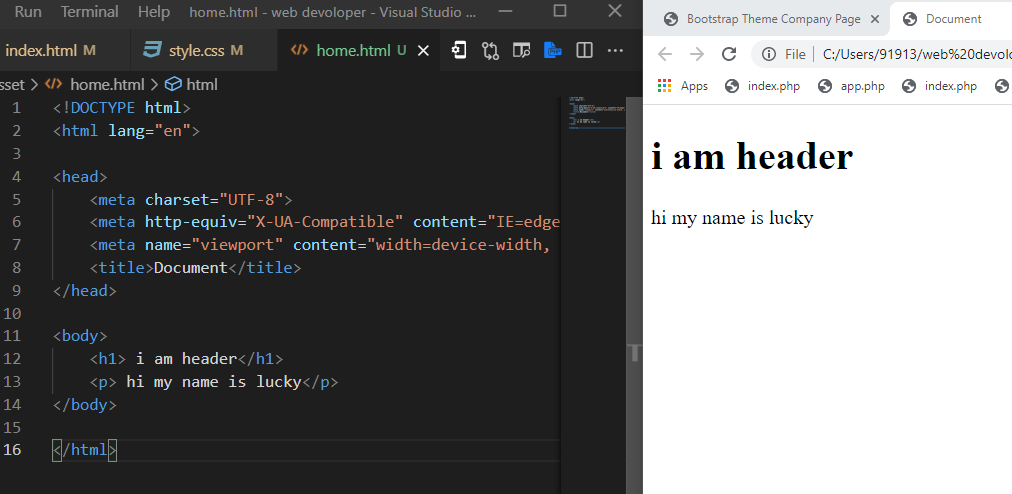 Run Terminal Help home.html - web devoloper - Visual Studio ...
index.html M style.css M home.html U
sset > home.html > html
1 <!DOCTYPE html>
2 <html lang="en">
3
4 <head>
5 <meta charset="UTF-8">
6 <meta http-equiv="X-UA-Compatible" content="IE=edge
7 <meta name="viewport" content="width=device-width,
8 <title>Document</title>
9 </head>
10
11 <body>
12 <h1> i am header</h1>
13 <p> hi my name is lucky</p>
14 </body>
15
16 </html>
Bootstrap Theme Company Page Document
File C:/Users/91913/web%20devolo
Apps index.php app.php index.php
i am header
hi my name is lucky